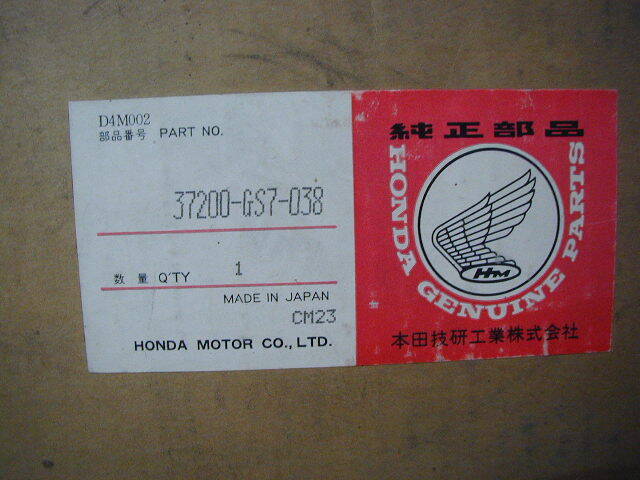 D4M002
部品番号 PART NO.
37200-GS7-038
数量 Q'TY 1
MADE IN JAPAN
CM23
HONDA MOTOR CO., LTD.
純正部品
HONDA GENUINE PARTS
HM
本田技研工業株式会社